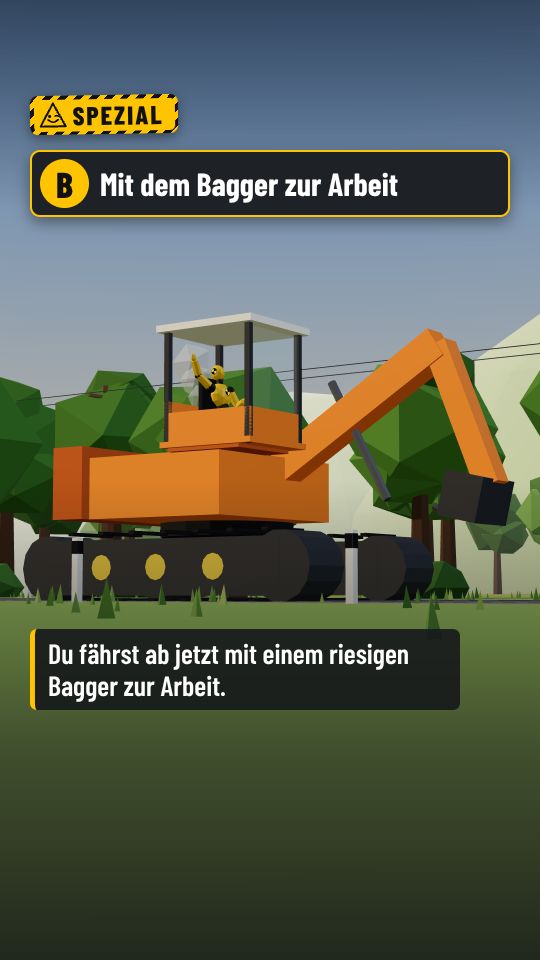 SPEZIAL
B Mit dem Bagger zur Arbeit
Du fährst ab jetzt mit einem riesigen
Bagger zur Arbeit.